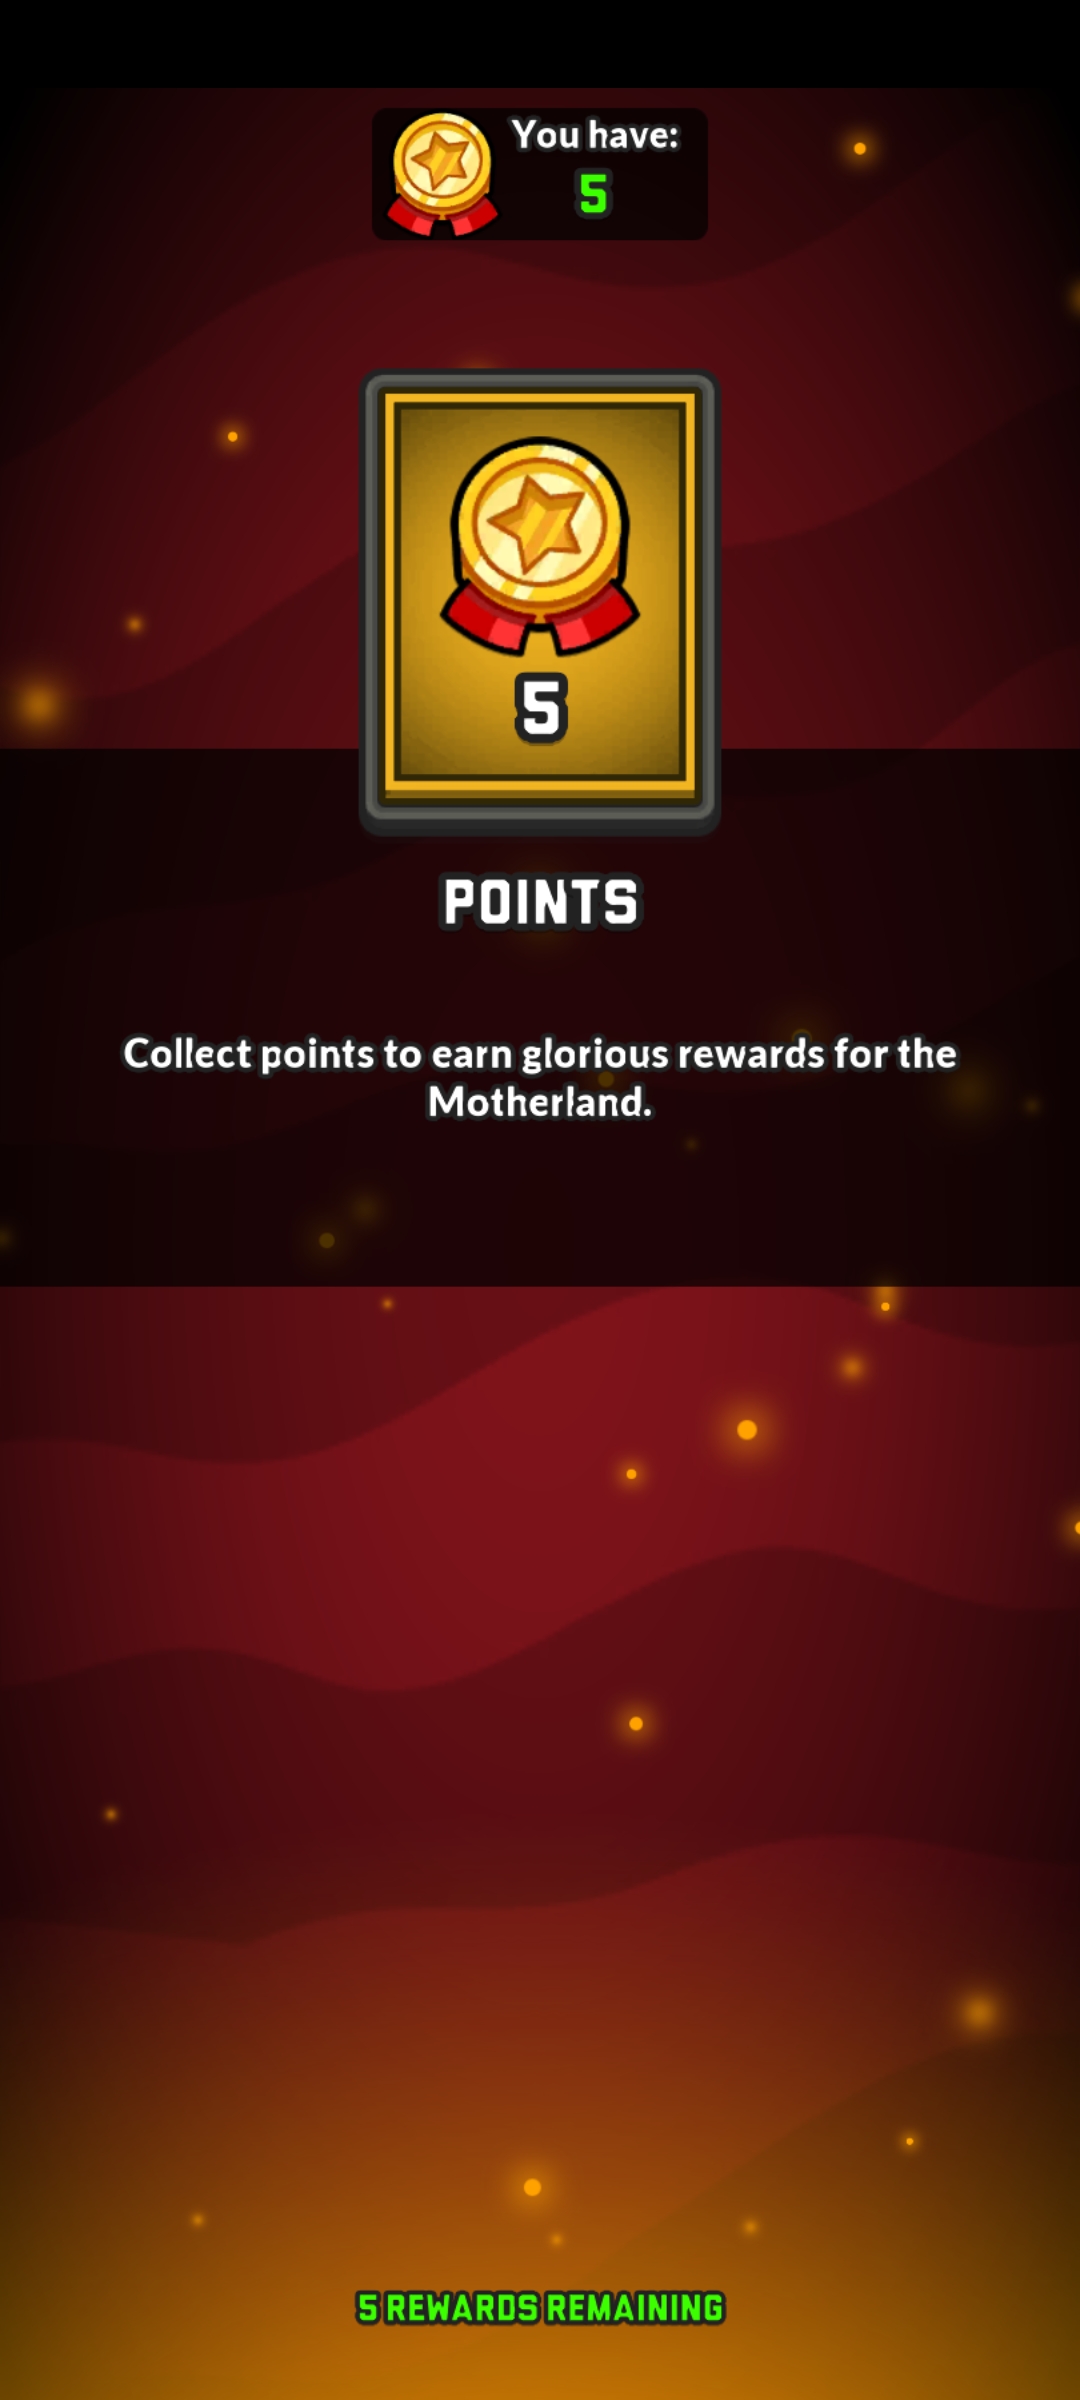 You have:
5
5
POINTS
Collect points to earn glorious rewards for the
Motherland.
5 REWARDS REMAINING